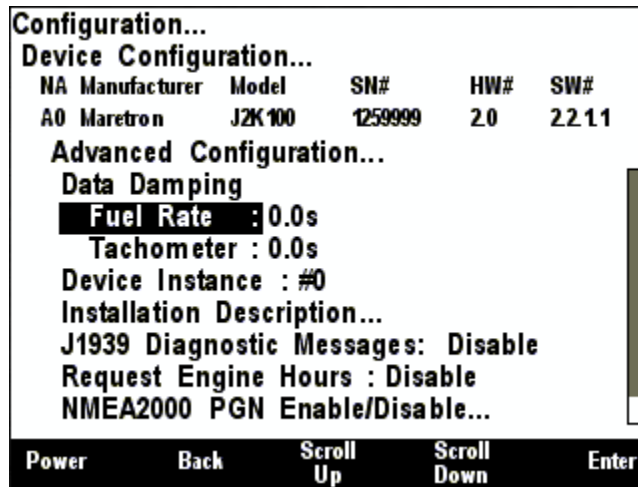 Configuration...
Device Configuration...
NA Manufacturer Model SN# HW# SW#
A0 Maretron J2K100 1259999 2.0 2.2.1.1
Advanced Configuration...
Data Damping
Fuel Rate : 0.0s
Tachometer : 0.0s
Device Instance : #0
Installation Description...
J1939 Diagnostic Messages: Disable
Request Engine Hours : Disable
NMEA2000 PGN Enable/Disable...
Power Back Scroll Up Scroll Down Enter